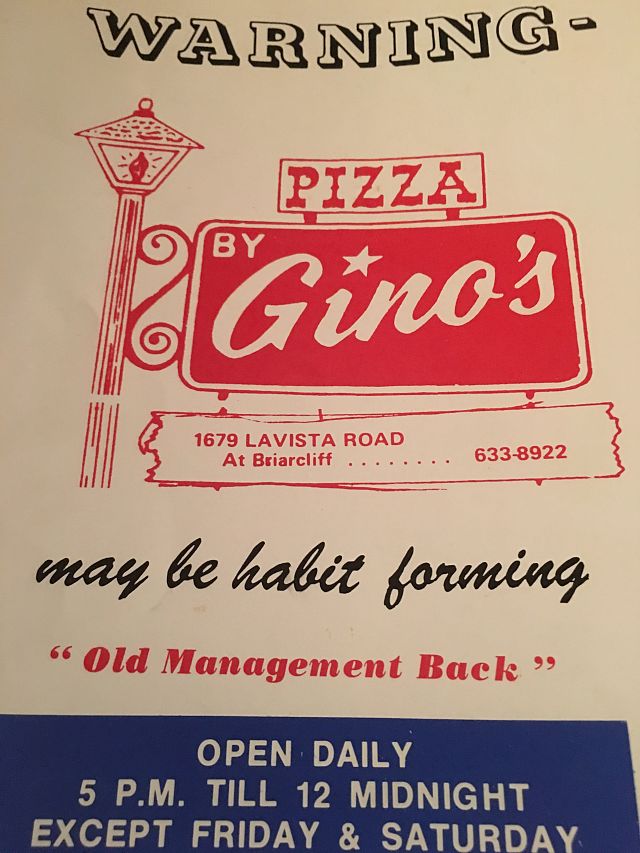 WARNING-
PIZZA
BY
Gino's
1679 LAVISTA ROAD
At Briarcliff ........ 633-8922
may be habit forming
“Old Management Back”
OPEN DAILY
5 P.M. TILL 12 MIDNIGHT
EXCEPT FRIDAY & SATURDAY